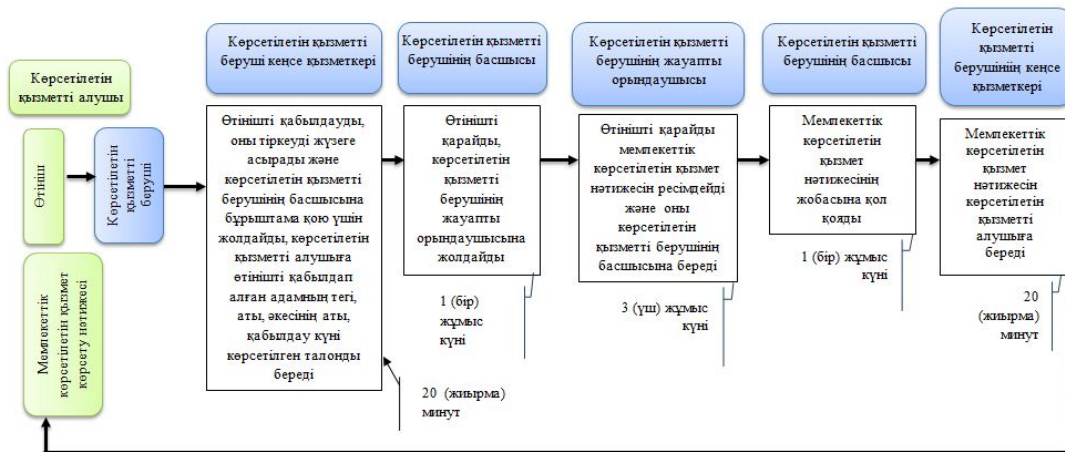 Көрсетілетін
қызметті алушы
Өтініш
Көрсетілетін
қызметті
беруші
Мемлекеттік
көрсетілетін қызмет
көрсету нәтижесі
Көрсетілетін қызметті
беруші кеңсе қызметкері
Өтінішті қабылдауды,
оны тіркеуді жүзеге
асырады және
көрсетілетін қызметті
берушінің басшысына
бұрыштама қою үшін
жолдайды, көрсетілетін
қызметті алушыға
өтінішті қабылдап
алған адамның тегі,
аты, әкесінің аты,
қабылдау күні
көрсетілген талонды
береді
20 (жиырма)
минут
Көрсетілетін қызметті
берушінің басшысы
Өтінішті
қарайды,
көрсетілетін
қызметті
берушінің
жауапты
орындаушысына
жолдайды
1 (бір)
жұмыс
күні
Көрсетілетін қызметті
берушінің жауапты
орындаушысы
Өтінішті қарайды
мемлекеттік
көрсетілетін қызмет
нәтижесін ресімдейді
және оны
көрсетілетін
қызметті берушінің
басшысына береді
3 (үш) жұмыс
күні
Көрсетілетін қызметті
берушінің басшысы
Мемлекеттік
көрсетілетін
қызмет
нәтижесінің
жобасына қол
қояды
1 (бір) жұмыс
күні
Көрсетілетін
қызметті
берушінің кеңсе
қызметкері
Мемлекеттік
көрсетілетін
қызмет
нәтижесін
көрсетілетін
қызметті
алушыға
береді
20
(жиырма)
минут